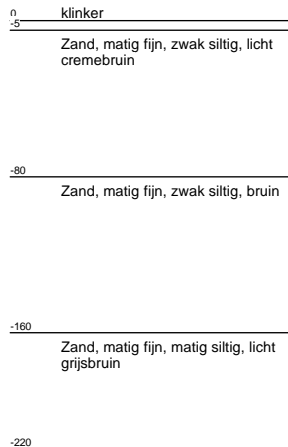 0 klinker
-5
Zand, matig fijn, zwak siltig, licht
cremebruin
-80
Zand, matig fijn, zwak siltig, bruin
-160
Zand, matig fijn, matig siltig, licht
grijsbruin
-220